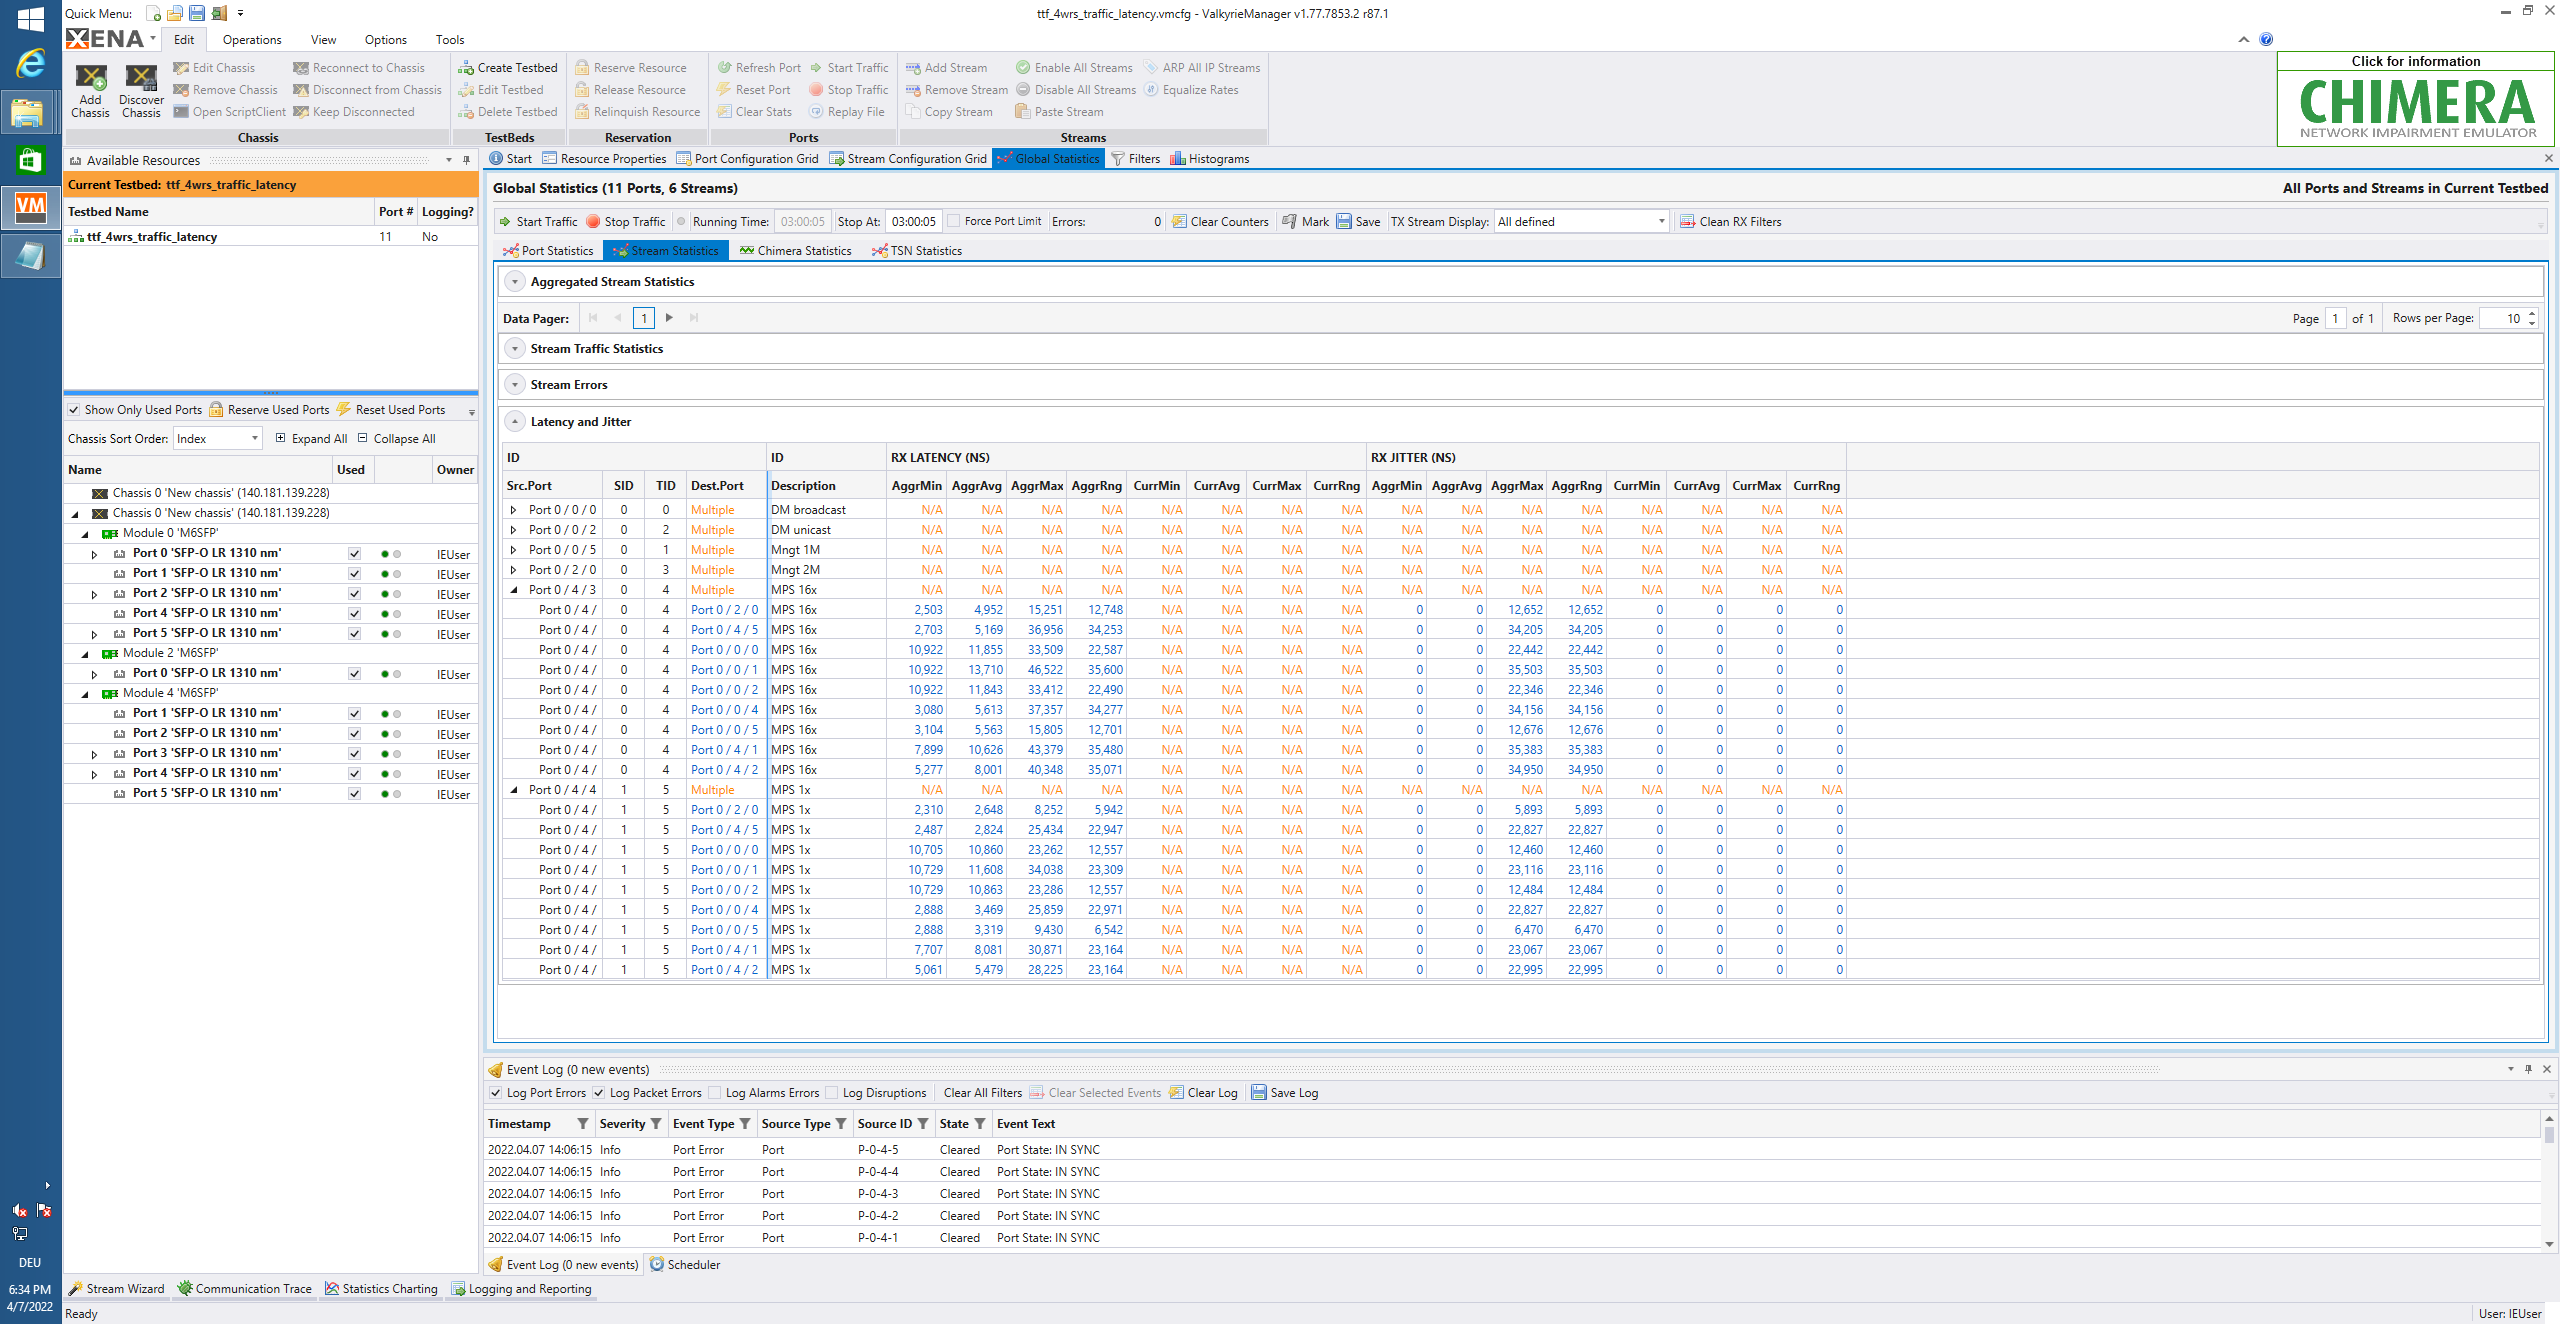 Quick Menu:
ttf_4wrs_traffic_latency.vmcfg - ValkyrieManager v1.77.7853.2 r87.1
XENA Edit Operations View Options Tools
Add Chassis
Discover Chassis
Edit Chassis
Remove Chassis
Open ScriptClient
Reconnect to Chassis
Disconnect from Chassis
Keep Disconnected
Chassis
Create Testbed
Edit Testbed
Delete Testbed
TestBeds
Reserve Resource
Release Resource
Relinquish Resource
Reservation
Refresh Port Start Traffic
Reset Port Stop Traffic
Clear Stats Replay File
Ports
Add Stream Enable All Streams ARP All IP Streams
Remove Stream Disable All Streams Equalize Rates
Copy Stream Paste Stream
Streams
Click for information
CHIMERA
NETWORK IMPAIRMENT EMULATOR
Available Resources
Current Testbed: ttf_4wrs_traffic_latency
Testbed Name Port # Logging?
ttf_4wrs_traffic_latency 11 No
Show Only Used Ports Reserve Used Ports Reset Used Ports
Chassis Sort Order: Index Expand All Collapse All
Name Used Owner
Chassis 0 'New chassis' (140.181.139.228)
Chassis 0 'New chassis' (140.181.139.228)
Module 0 'M6SFP'
Port 0 'SFP-O LR 1310 nm' IEUser
Port 1 'SFP-O LR 1310 nm' IEUser
Port 2 'SFP-O LR 1310 nm' IEUser
Port 4 'SFP-O LR 1310 nm' IEUser
Port 5 'SFP-O LR 1310 nm' IEUser
Module 2 'M6SFP'
Port 0 'SFP-O LR 1310 nm' IEUser
Module 4 'M6SFP'
Port 1 'SFP-O LR 1310 nm' IEUser
Port 2 'SFP-O LR 1310 nm' IEUser
Port 3 'SFP-O LR 1310 nm' IEUser
Port 4 'SFP-O LR 1310 nm' IEUser
Port 5 'SFP-O LR 1310 nm' IEUser
Start Resource Properties Port Configuration Grid Stream Configuration Grid Global Statistics Filters Histograms
Global Statistics (11 Ports, 6 Streams) All Ports and Streams in Current Testbed
Start Traffic Stop Traffic Running Time: 03:00:05 Stop At: 03:00:05 Force Port Limit Errors: 0 Clear Counters Mark Save TX Stream Display: All defined Clean RX Filters
Port Statistics Stream Statistics Chimera Statistics TSN Statistics
Aggregated Stream Statistics
Data Pager: 1 Page 1 of 1 Rows per Page: 10
Stream Traffic Statistics
Stream Errors
Latency and Jitter
ID ID RX LATENCY (NS) RX JITTER (NS)
Src.Port SID TID Dest.Port Description AggrMin AggrAvg AggrMax AggrRng CurrMin CurrAvg CurrMax CurrRng AggrMin AggrAvg AggrMax AggrRng CurrMin CurrAvg CurrMax CurrRng
Port 0 / 0 / 0 0 0 Multiple DM broadcast N/A N/A N/A N/A N/A N/A N/A N/A N/A N/A N/A N/A N/A N/A N/A N/A
Port 0 / 0 / 2 0 2 Multiple DM unicast N/A N/A N/A N/A N/A N/A N/A N/A N/A N/A N/A N/A N/A N/A N/A N/A
Port 0 / 0 / 5 0 1 Multiple Mngt 1M N/A N/A N/A N/A N/A N/A N/A N/A N/A N/A N/A N/A N/A N/A N/A N/A
Port 0 / 2 / 0 0 3 Multiple Mngt 2M N/A N/A N/A N/A N/A N/A N/A N/A N/A N/A N/A N/A N/A N/A N/A N/A
Port 0 / 4 / 3 0 4 Multiple MPS 16x N/A N/A N/A N/A N/A N/A N/A N/A N/A N/A N/A N/A N/A N/A N/A N/A
Port 0 / 4 / 0 4 Port 0 / 2 / 0 MPS 16x 2,503 4,952 15,251 12,748 N/A N/A N/A N/A 0 0 12,652 12,652 0 0 0 0
Port 0 / 4 / 0 4 Port 0 / 4 / 5 MPS 16x 2,703 5,169 36,956 34,253 N/A N/A N/A N/A 0 0 34,205 34,205 0 0 0 0
Port 0 / 4 / 0 4 Port 0 / 0 / 0 MPS 16x 10,922 11,855 33,509 22,587 N/A N/A N/A N/A 0 0 22,442 22,442 0 0 0 0
Port 0 / 4 / 0 4 Port 0 / 0 / 1 MPS 16x 10,922 13,710 46,522 35,600 N/A N/A N/A N/A 0 0 35,503 35,503 0 0 0 0
Port 0 / 4 / 0 4 Port 0 / 0 / 2 MPS 16x 10,922 11,843 33,412 22,490 N/A N/A N/A N/A 0 0 22,346 22,346 0 0 0 0
Port 0 / 4 / 0 4 Port 0 / 0 / 4 MPS 16x 3,080 5,613 37,357 34,277 N/A N/A N/A N/A 0 0 34,156 34,156 0 0 0 0
Port 0 / 4 / 0 4 Port 0 / 0 / 5 MPS 16x 3,104 5,563 15,805 12,701 N/A N/A N/A N/A 0 0 12,676 12,676 0 0 0 0
Port 0 / 4 / 0 4 Port 0 / 4 / 1 MPS 16x 7,899 10,626 43,379 35,480 N/A N/A N/A N/A 0 0 35,383 35,383 0 0 0 0
Port 0 / 4 / 0 4 Port 0 / 4 / 2 MPS 16x 5,277 8,001 40,348 35,071 N/A N/A N/A N/A 0 0 34,950 34,950 0 0 0 0
Port 0 / 4 / 4 1 5 Multiple MPS 1x N/A N/A N/A N/A N/A N/A N/A N/A N/A N/A N/A N/A N/A N/A N/A N/A
Port 0 / 4 / 1 5 Port 0 / 2 / 0 MPS 1x 2,310 2,648 8,252 5,942 N/A N/A N/A N/A 0 0 5,893 5,893 0 0 0 0
Port 0 / 4 / 1 5 Port 0 / 4 / 5 MPS 1x 2,487 2,824 25,434 22,947 N/A N/A N/A N/A 0 0 22,827 22,827 0 0 0 0
Port 0 / 4 / 1 5 Port 0 / 0 / 0 MPS 1x 10,705 10,860 23,262 12,557 N/A N/A N/A N/A 0 0 12,460 12,460 0 0 0 0
Port 0 / 4 / 1 5 Port 0 / 0 / 1 MPS 1x 10,729 11,608 34,038 23,309 N/A N/A N/A N/A 0 0 23,116 23,116 0 0 0 0
Port 0 / 4 / 1 5 Port 0 / 0 / 2 MPS 1x 10,729 10,863 23,286 12,557 N/A N/A N/A N/A 0 0 12,484 12,484 0 0 0 0
Port 0 / 4 / 1 5 Port 0 / 0 / 4 MPS 1x 2,888 3,469 25,859 22,971 N/A N/A N/A N/A 0 0 22,827 22,827 0 0 0 0
Port 0 / 4 / 1 5 Port 0 / 0 / 5 MPS 1x 2,888 3,319 9,430 6,542 N/A N/A N/A N/A 0 0 6,470 6,470 0 0 0 0
Port 0 / 4 / 1 5 Port 0 / 4 / 1 MPS 1x 7,707 8,081 30,871 23,164 N/A N/A N/A N/A 0 0 23,067 23,067 0 0 0 0
Port 0 / 4 / 1 5 Port 0 / 4 / 2 MPS 1x 5,061 5,479 28,225 23,164 N/A N/A N/A N/A 0 0 22,995 22,995 0 0 0 0
Event Log (0 new events)
Log Port Errors Log Packet Errors Log Alarms Errors Log Disruptions Clear All Filters Clear Selected Events Clear Log Save Log
Timestamp Severity Event Type Source Type Source ID State Event Text
2022.04.07 14:06:15 Info Port Error Port P-0-4-5 Cleared Port State: IN SYNC
2022.04.07 14:06:15 Info Port Error Port P-0-4-4 Cleared Port State: IN SYNC
2022.04.07 14:06:15 Info Port Error Port P-0-4-3 Cleared Port State: IN SYNC
2022.04.07 14:06:15 Info Port Error Port P-0-4-2 Cleared Port State: IN SYNC
2022.04.07 14:06:15 Info Port Error Port P-0-4-1 Cleared Port State: IN SYNC
Event Log (0 new events) Scheduler
Stream Wizard Communication Trace Statistics Charting Logging and Reporting
Ready User: IEUser
VM
DEU
6:34 PM
4/7/2022